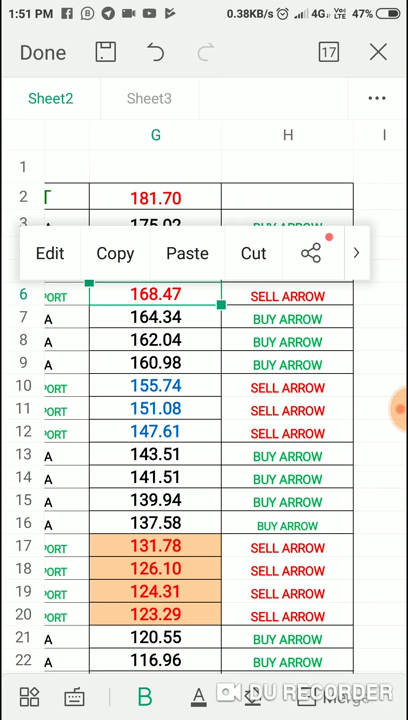 1:51 PM 0.38KB/s 4G Vo) LTE 47%
Done 17
Sheet2 Sheet3
G H I
1
2 T 181.70
3 A 175.02 BUY ARROW
Edit Copy Paste Cut
6 PORT 168.47 SELL ARROW
7 A 164.34 BUY ARROW
8 A 162.04 BUY ARROW
9 A 160.98 BUY ARROW
10 PORT 155.74 SELL ARROW
11 PORT 151.08 SELL ARROW
12 PORT 147.61 SELL ARROW
13 A 143.51 BUY ARROW
14 A 141.51 BUY ARROW
15 A 139.94 BUY ARROW
16 A 137.58 BUY ARROW
17 PORT 131.78 SELL ARROW
18 PORT 126.10 SELL ARROW
19 PORT 124.31 SELL ARROW
20 PORT 123.29 SELL ARROW
21 A 120.55 BUY ARROW
22 A 116.96 BUY ARROW
B A Merge
DU RECORDER